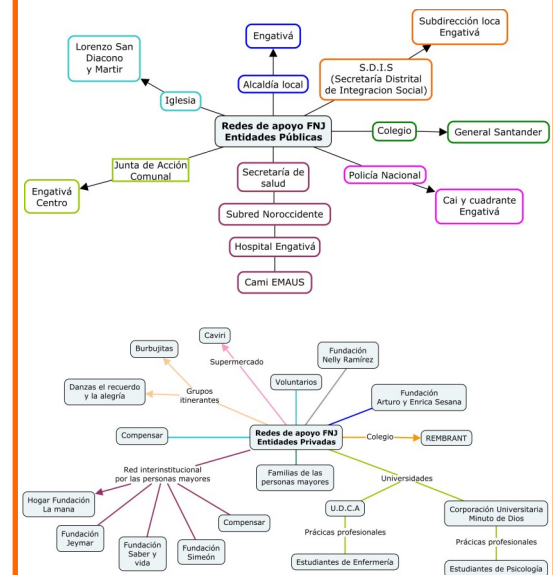 Subdirección loca
Engativá
Engativá
Lorenzo San
Diacono
y Martir
S.D.I.S
(Secretaría Distrital
de Integracion Social)
Alcaldía local
Iglesia
Redes de apoyo FNJ
Entidades Públicas
Colegio
General Santander
Junta de Acción
Comunal
Secretaría de
salud
Policía Nacional
Engativá
Centro
Cai y cuadrante
Engativá
Subred Noroccidente
Hospital Engativá
Cami EMAUS
Caviri
Burbujitas
Supermercado
Fundación
Nelly Ramírez
Voluntarios
Danzas el recuerdo
y la alegría
Grupos
itinerantes
Fundación
Arturo y Enrica Sesana
Compensar
Redes de apoyo FNJ
Entidades Privadas
Colegio
REMBRANT
Red interinstitucional
por las personas mayores
Familias de las
personas mayores
Universidades
Hogar Fundación
La mana
Fundación
Jeymar
Fundación
Saber y
vida
Fundación
Simeón
Compensar
U.D.C.A
Corporación Universitaria
Minuto de Dios
Prácicas profesionales
Prácicas profesionales
Estudiantes de Enfermería
Estudiantes de Psicología